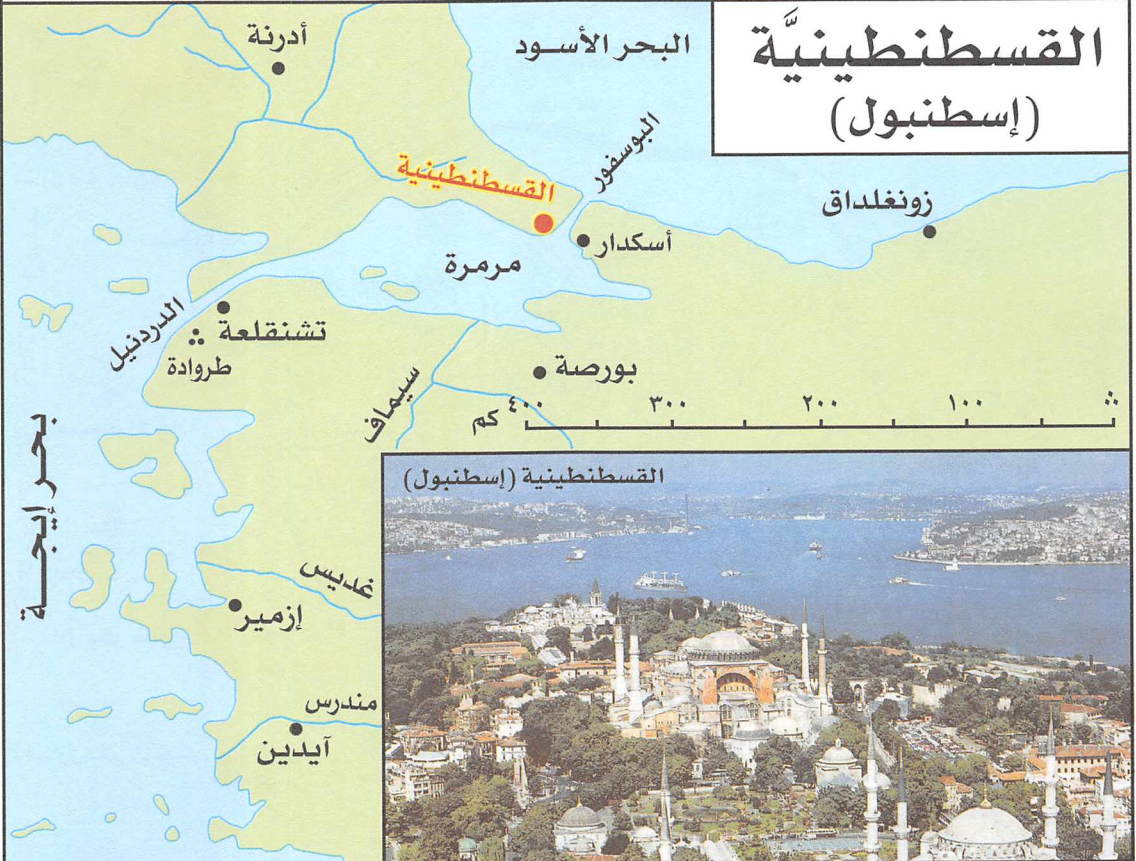 القسطنطينيَّة
(إسطنبول)
أدرنة
البحر الأسود
البوسفور
القسطنطينية
زونغلداق
أسكدار
مرمرة
الدردنيل
تشنقلعة
طروادة
بورصة
سيماف
٤٠٠ ٣٠٠ ٢٠٠ ١٠٠ ٠
كم
بحر إيجة
القسطنطينية (إسطنبول)
غديس
إزمير
مندرس
آيدين